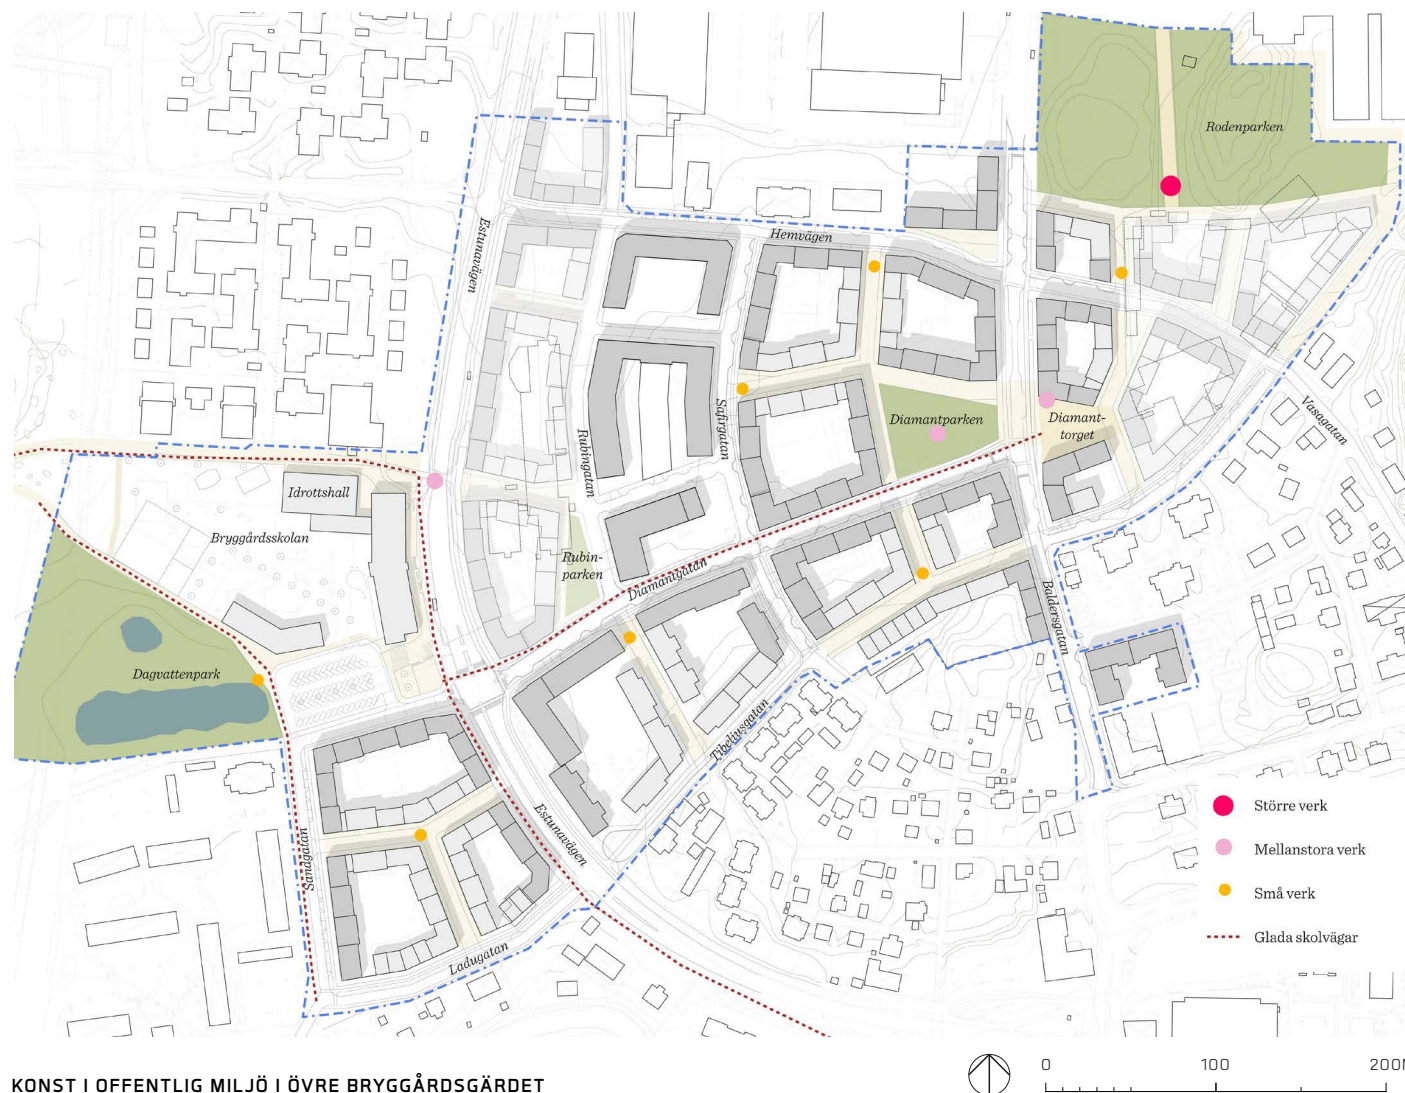 Rodenparken
Estunavägen
Hemvägen
Safirgatan
Rubingatan
Diamantparken
Diamant-
torget
Vasagatan
Idrottshall
Bryggårdsskolan
Rubin-
parken
Diamantgatan
Baldersgatan
Dagvattenpark
Tibeliusgatan
Estunavägen
Sandgatan
Ladugatan
Större verk
Mellanstora verk
Små verk
Glada skolvägar
KONST I OFFENTLIG MILJÖ I ÖVRE BRYGGÅRDSGÄRDET
0 100 200M